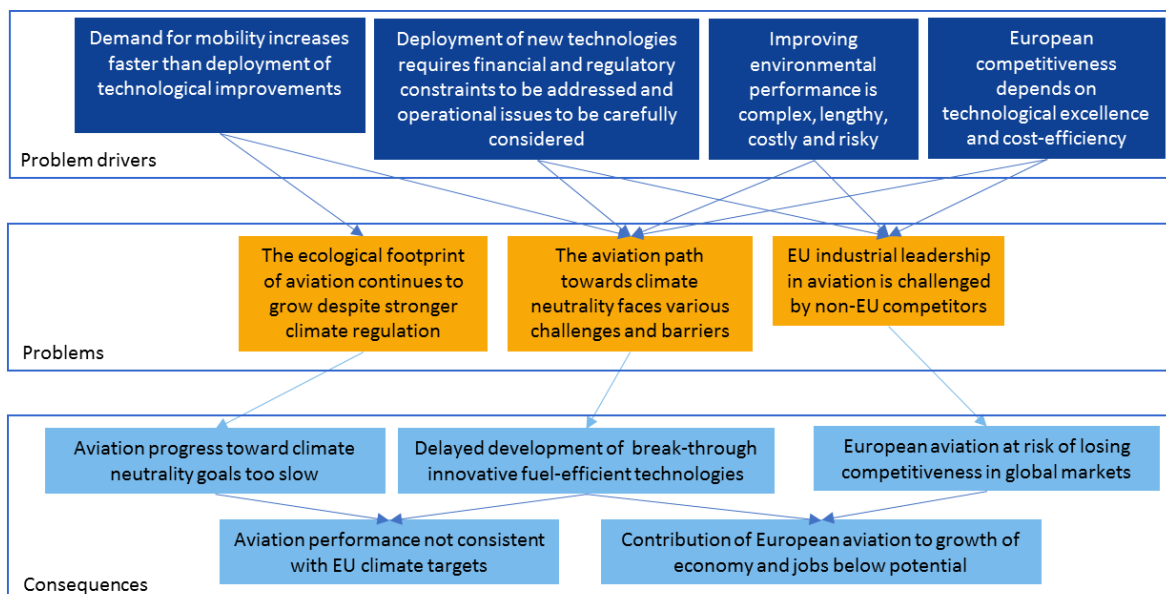 Demand for mobility increases
faster than deployment of
technological improvements
Deployment of new technologies
requires financial and regulatory
constraints to be addressed and
operational issues to be carefully
considered
Improving
environmental
performance is
complex, lengthy,
costly and risky
European
competitiveness
depends on
technological excellence
and cost-efficiency
Problem drivers
The ecological footprint
of aviation continues to
grow despite stronger
climate regulation
The aviation path
towards climate
neutrality faces various
challenges and barriers
EU industrial leadership
in aviation is challenged
by non-EU competitors
Problems
Aviation progress toward climate
neutrality goals too slow
Delayed development of break-through
innovative fuel-efficient technologies
European aviation at risk of losing
competitiveness in global markets
Aviation performance not consistent
with EU climate targets
Contribution of European aviation to growth of
economy and jobs below potential
Consequences